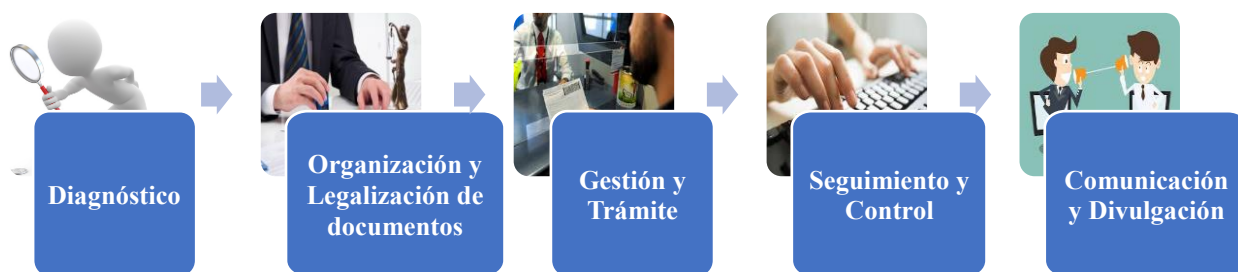 Diagnóstico
Organización y
Legalización de
documentos
Gestión y
Trámite
Seguimiento y
Control
Comunicación
y Divulgación